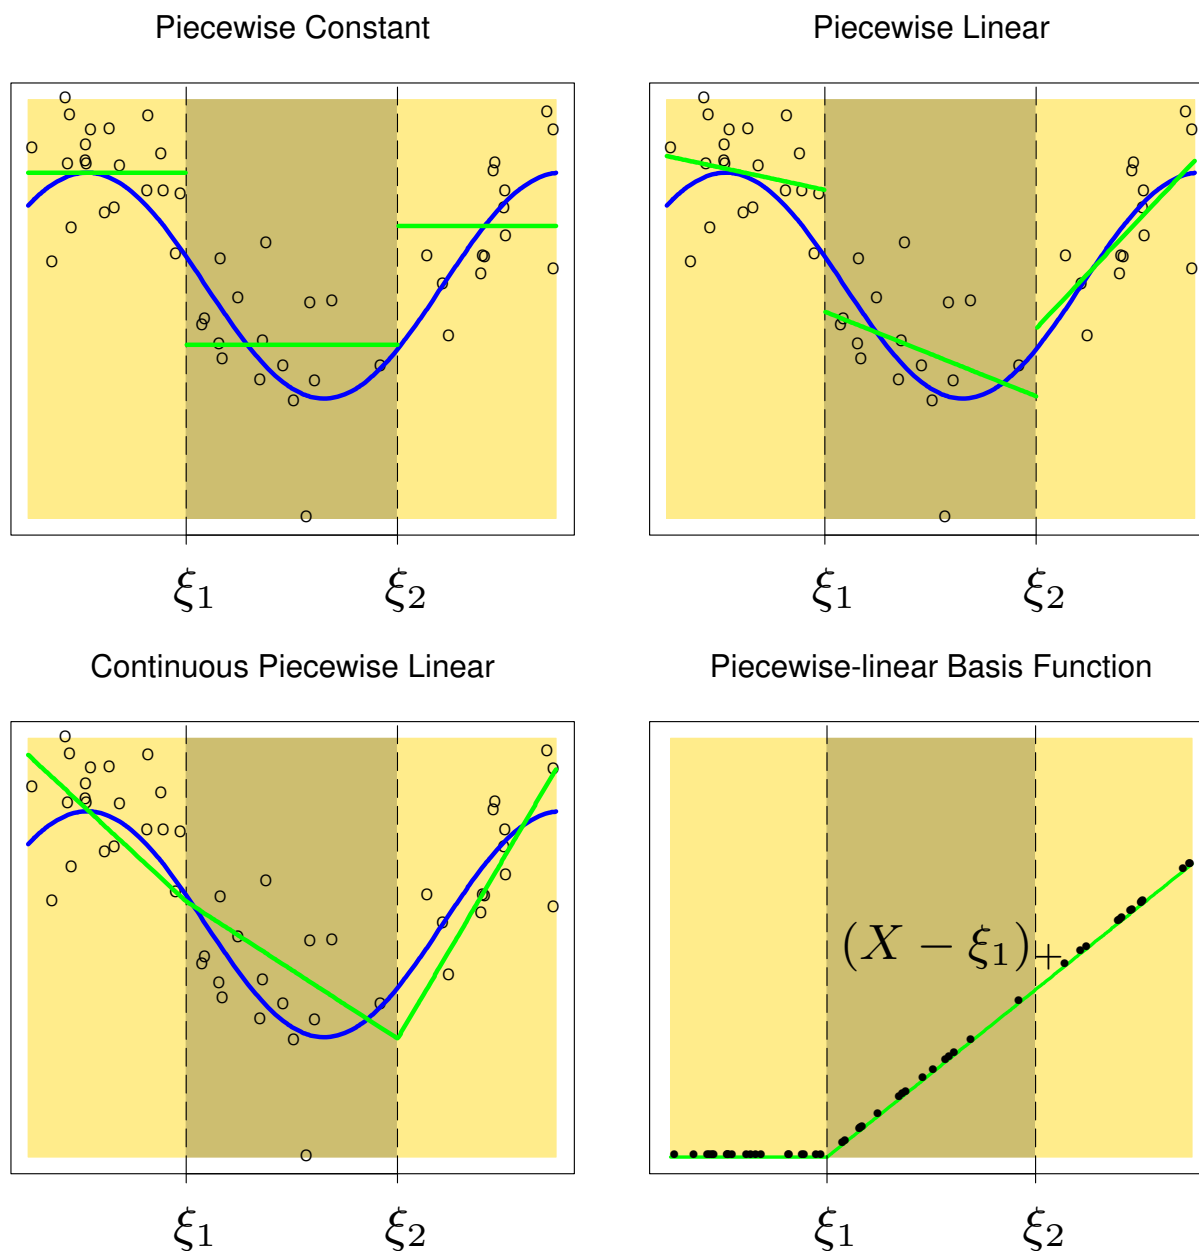 Piecewise Constant
Piecewise Linear
ξ1 ξ2
ξ1 ξ2
Continuous Piecewise Linear
Piecewise-linear Basis Function
(X − ξ1)+
ξ1 ξ2
ξ1 ξ2